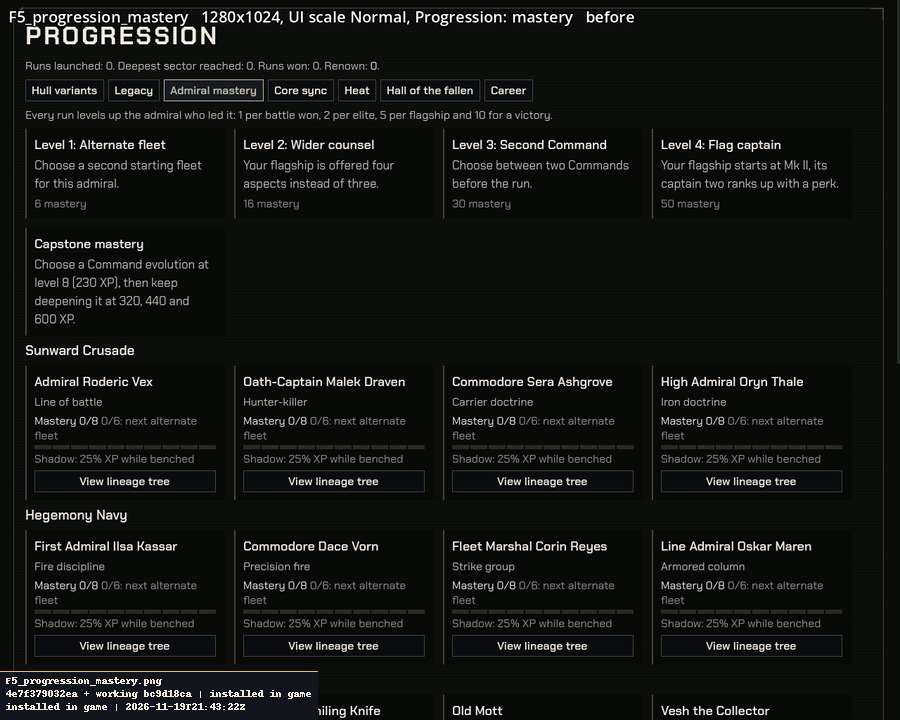 F5_progression_mastery 1280x1024, UI scale Normal, Progression: mastery before
PROGRESSION
Runs launched: 0. Deepest sector reached: 0. Runs won: 0. Renown: 0.
Hull variants Legacy Admiral mastery Core sync Heat Hall of the fallen Career
Every run levels up the admiral who led it: 1 per battle won, 2 per elite, 5 per flagship and 10 for a victory.
Level 1: Alternate fleet
Choose a second starting fleet
for this admiral.
6 mastery
Level 2: Wider counsel
Your flagship is offered four
aspects instead of three.
16 mastery
Level 3: Second Command
Choose between two Commands
before the run.
30 mastery
Level 4: Flag captain
Your flagship starts at Mk II, its
captain two ranks up with a perk.
50 mastery
Capstone mastery
Choose a Command evolution at
level 8 (230 XP), then keep
deepening it at 320, 440 and
600 XP.
Sunward Crusade
Admiral Roderic Vex
Line of battle
Mastery 0/8 0/6: next alternate
fleet
Shadow: 25% XP while benched
View lineage tree
Oath-Captain Malek Draven
Hunter-killer
Mastery 0/8 0/6: next alternate
fleet
Shadow: 25% XP while benched
View lineage tree
Commodore Sera Ashgrove
Carrier doctrine
Mastery 0/8 0/6: next alternate
fleet
Shadow: 25% XP while benched
View lineage tree
High Admiral Oryn Thale
Iron doctrine
Mastery 0/8 0/6: next alternate
fleet
Shadow: 25% XP while benched
View lineage tree
Hegemony Navy
First Admiral Ilsa Kassar
Fire discipline
Mastery 0/8 0/6: next alternate
fleet
Shadow: 25% XP while benched
View lineage tree
Commodore Dace Vorn
Precision fire
Mastery 0/8 0/6: next alternate
fleet
Shadow: 25% XP while benched
View lineage tree
Fleet Marshal Corin Reyes
Strike group
Mastery 0/8 0/6: next alternate
fleet
Shadow: 25% XP while benched
View lineage tree
Line Admiral Oskar Maren
Armored column
Mastery 0/8 0/6: next alternate
fleet
Shadow: 25% XP while benched
View lineage tree
Knife
Old Mott
Vesh the Collector
F5_progression_mastery.png
4e7f379032ea + working bc9d18ca | installed in game
installed in game | 2026-11-19T21:43:22Z